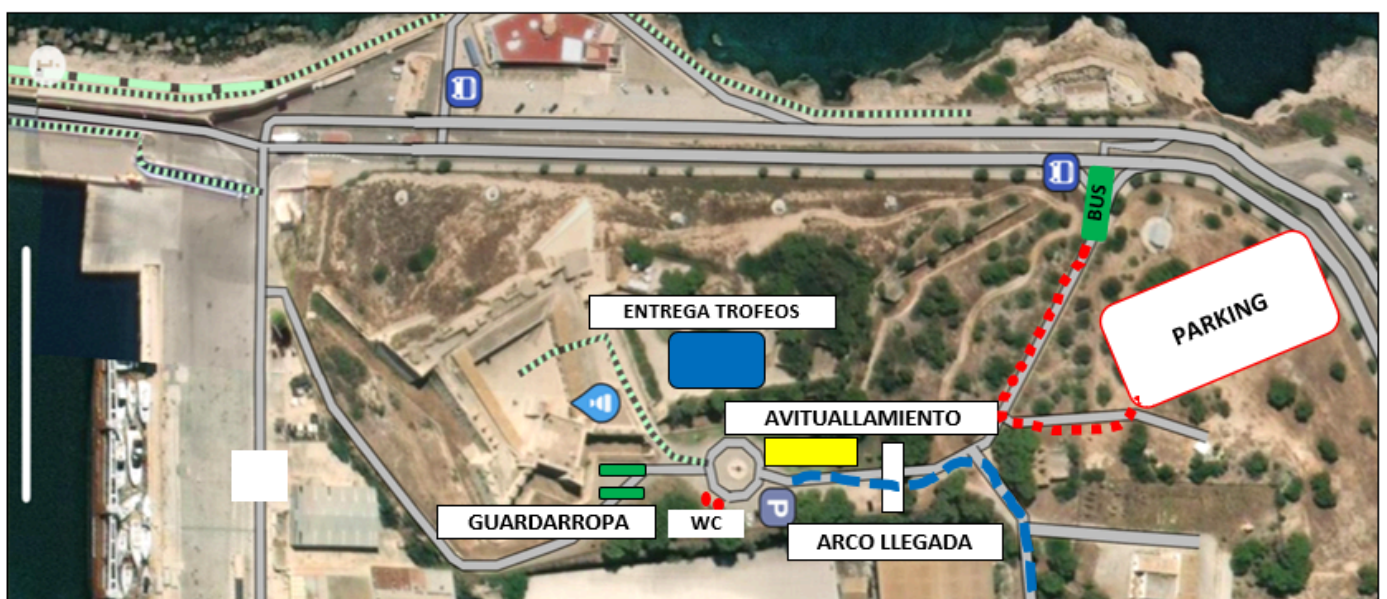 BUS
PARKING
ENTREGA TROFEOS
AVITUALLAMIENTO
P
GUARDARROPA
WC
ARCO LLEGADA